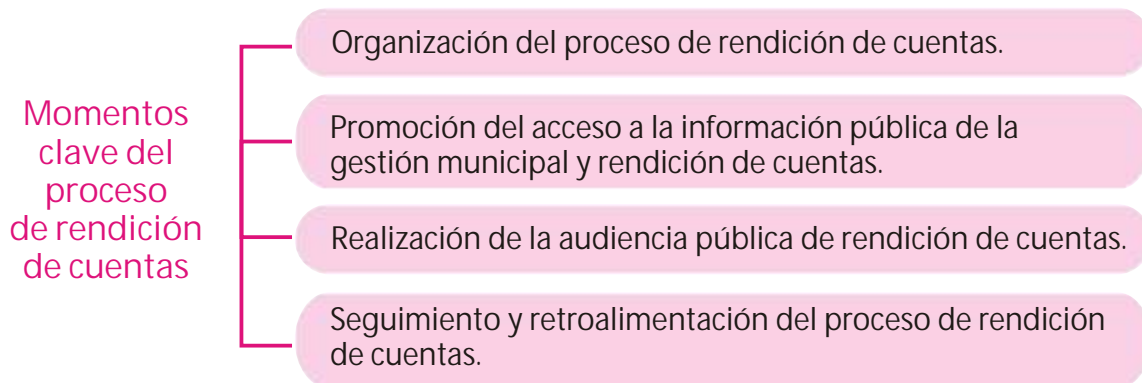 Momentos
clave del
proceso
de rendición
de cuentas
Organización del proceso de rendición de cuentas.
Promoción del acceso a la información pública de la
gestión municipal y rendición de cuentas.
Realización de la audiencia pública de rendición de cuentas.
Seguimiento y retroalimentación del proceso de rendición
de cuentas.